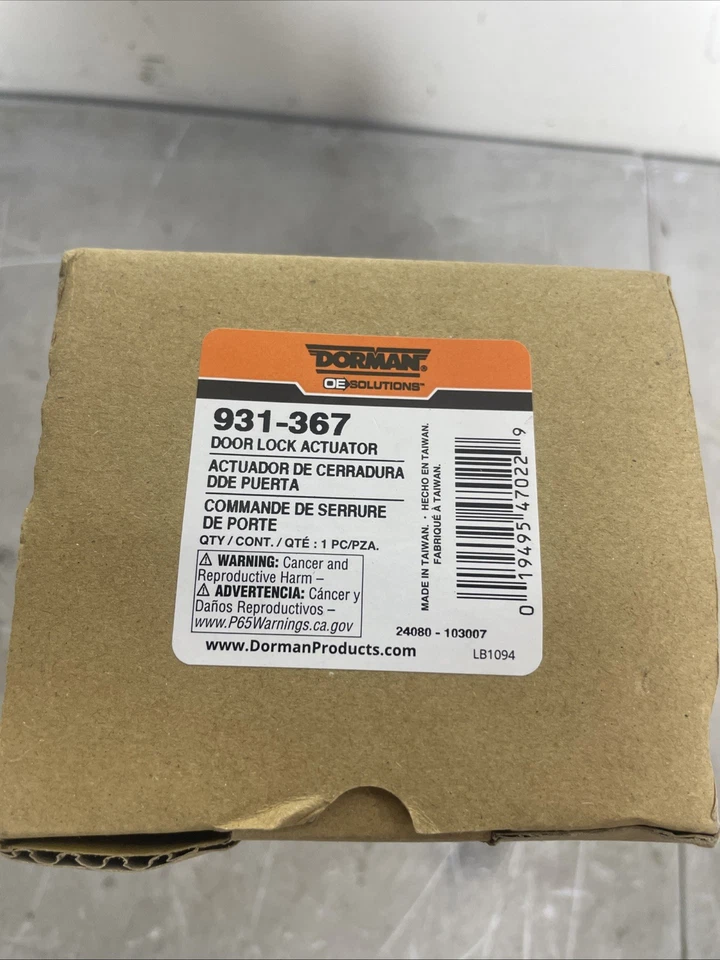 DORMAN®
OE SOLUTIONS™
931-367
DOOR LOCK ACTUATOR
ACTUADOR DE CERRADURA
DDE PUERTA
COMMANDE DE SERRURE
DE PORTE
QTY / CONT. / QTÉ : 1 PC/PZA.
⚠ WARNING: Cancer and
Reproductive Harm –
⚠ ADVERTENCIA: Cáncer y
Daños Reproductivos –
www.P65Warnings.ca.gov
www.DormanProducts.com
MADE IN TAIWAN. · HECHO EN TAIWAN.
FABRIQUÉ À TAIWAN.
0 19495 47022 9
24080 - 103007
LB1094